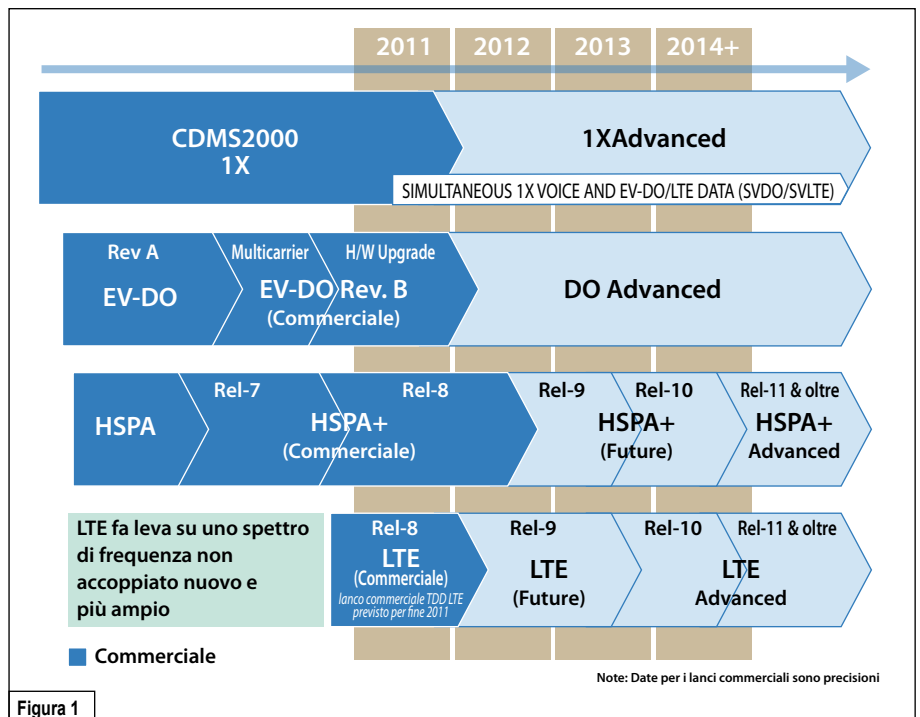 2011 2012 2013 2014+
CDMS2000
1X
1XAdvanced
SIMULTANEOUS 1X VOICE AND EV-DO/LTE DATA (SVDO/SVLTE)
Rev A
EV-DO
Multicarrier
H/W Upgrade
EV-DO Rev. B
(Commerciale)
DO Advanced
HSPA
Rel-7
Rel-8
HSPA+
(Commerciale)
Rel-9
Rel-10
HSPA+
(Future)
Rel-11 & oltre
HSPA+
Advanced
LTE fa leva su uno spettro
di frequenza non
accoppiato nuovo e
più ampio
Rel-8
LTE
(Commerciale)
lanco commerciale TDD LTE
previsto per fine 2011
Rel-9
LTE
(Future)
Rel-10
Rel-11 & oltre
LTE
Advanced
Commerciale
Note: Date per i lanci commerciali sono precisioni
Figura 1